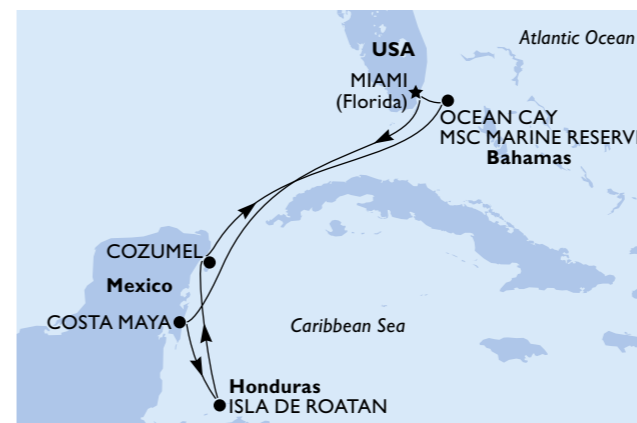 Atlantic Ocean
USA
MIAMI
(Florida)
OCEAN CAY
MSC MARINE RESERVE
Bahamas
COZUMEL
Mexico
COSTA MAYA
Caribbean Sea
Honduras
ISLA DE ROATAN